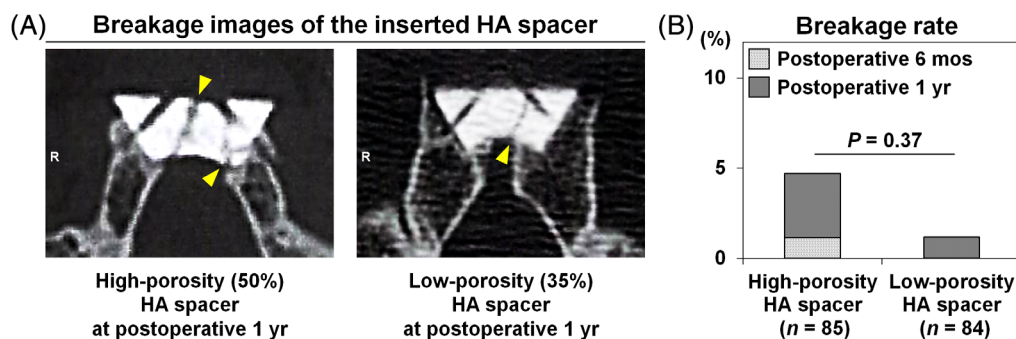 (A) Breakage images of the inserted HA spacer
R
High-porosity (50%)
HA spacer
at postoperative 1 yr
R
Low-porosity (35%)
HA spacer
at postoperative 1 yr
(B) Breakage rate
(%)
Postoperative 6 mos
Postoperative 1 yr
10
5
0
P = 0.37
High-porosity
HA spacer
(n = 85)
Low-porosity
HA spacer
(n = 84)